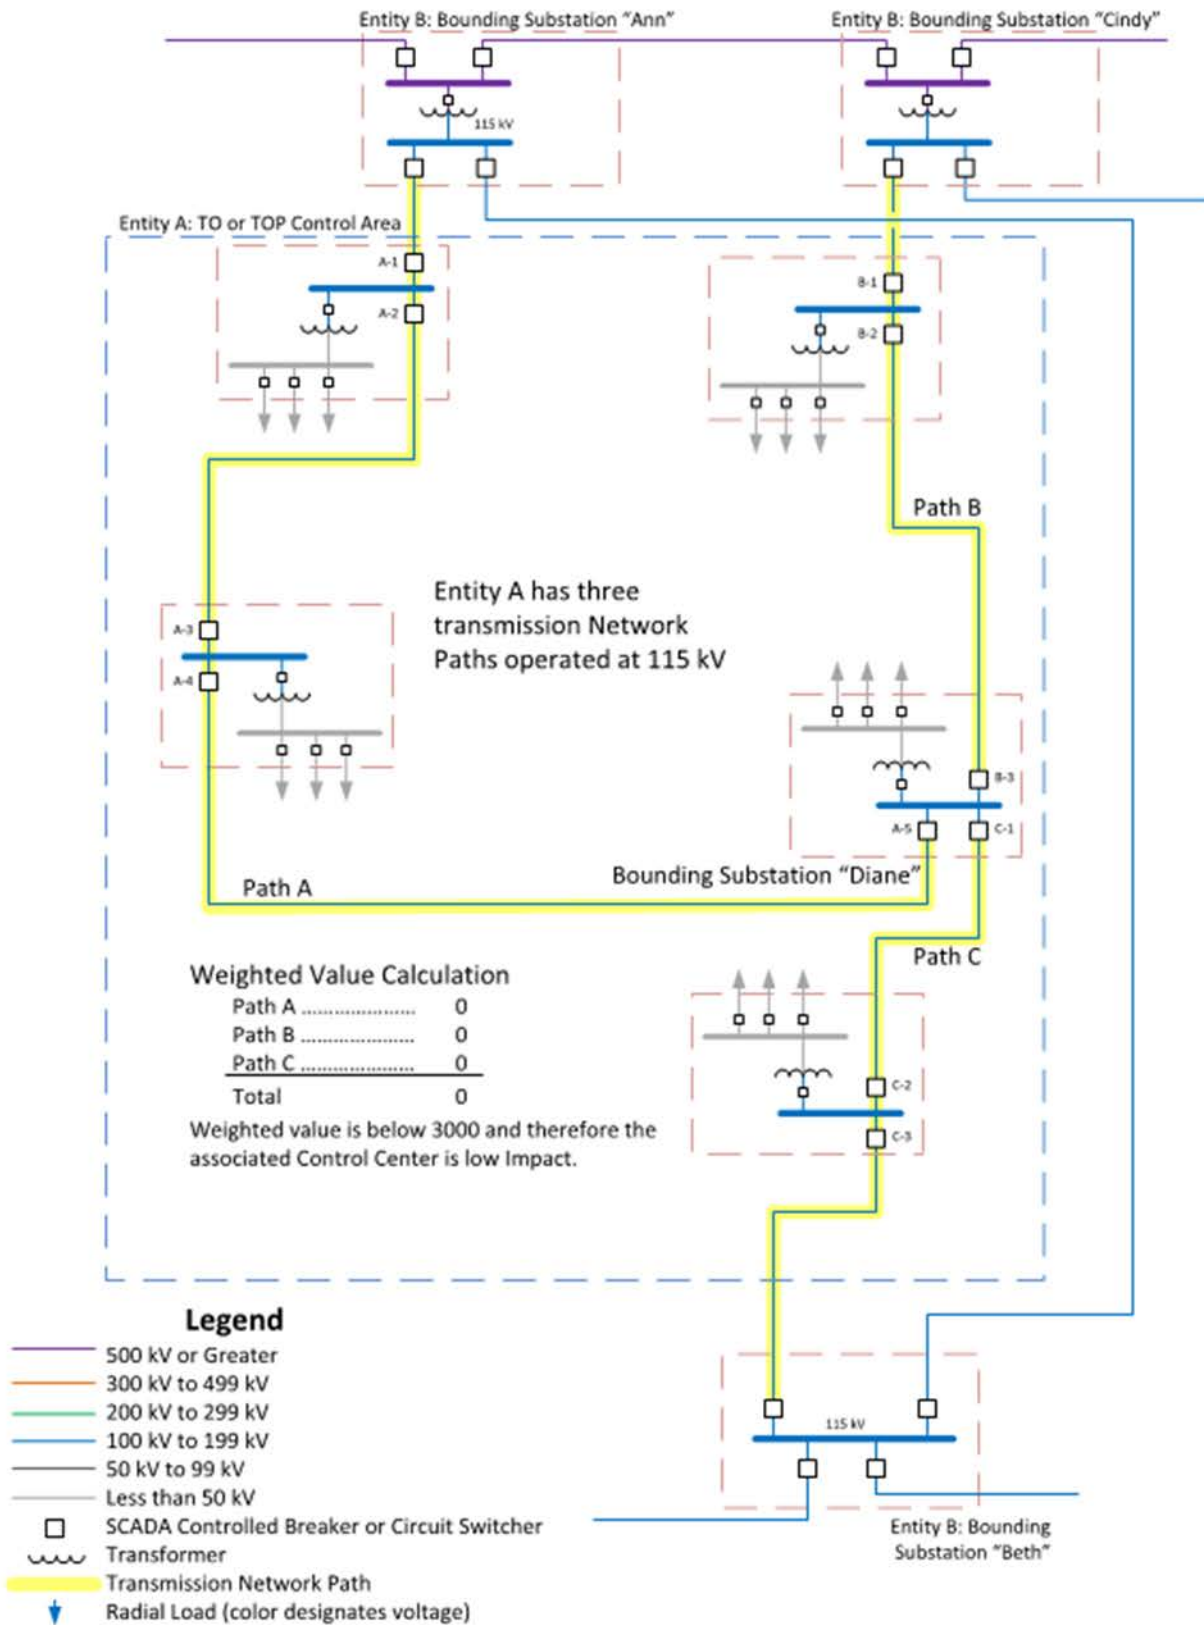 Entity B: Bounding Substation “Ann”
Entity B: Bounding Substation “Cindy”
115 kV
Entity A: TO or TOP Control Area
A-1
A-2
B-1
B-2
Path B
Entity A has three
transmission Network
Paths operated at 115 kV
A-3
A-4
B-3
A-5
C-1
Bounding Substation “Diane”
Path A
Path C
Weighted Value Calculation
Path A ..................... 0
Path B ..................... 0
Path C ..................... 0
Total 0
Weighted value is below 3000 and therefore the
associated Control Center is low Impact.
C-2
C-3
Legend
500 kV or Greater
300 kV to 499 kV
200 kV to 299 kV
100 kV to 199 kV
50 kV to 99 kV
Less than 50 kV
SCADA Controlled Breaker or Circuit Switcher
Transformer
Transmission Network Path
Radial Load (color designates voltage)
115 kV
Entity B: Bounding
Substation “Beth”